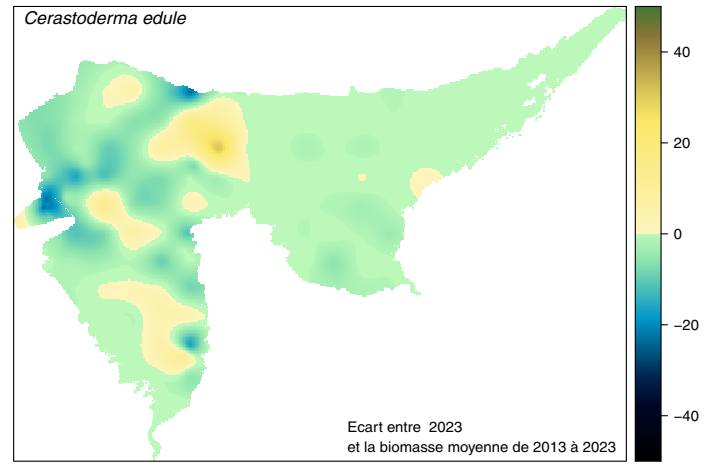 Cerastoderma edule
40
20
0
−20
−40
Ecart entre  2023
et la biomasse moyenne de 2013 à 2023